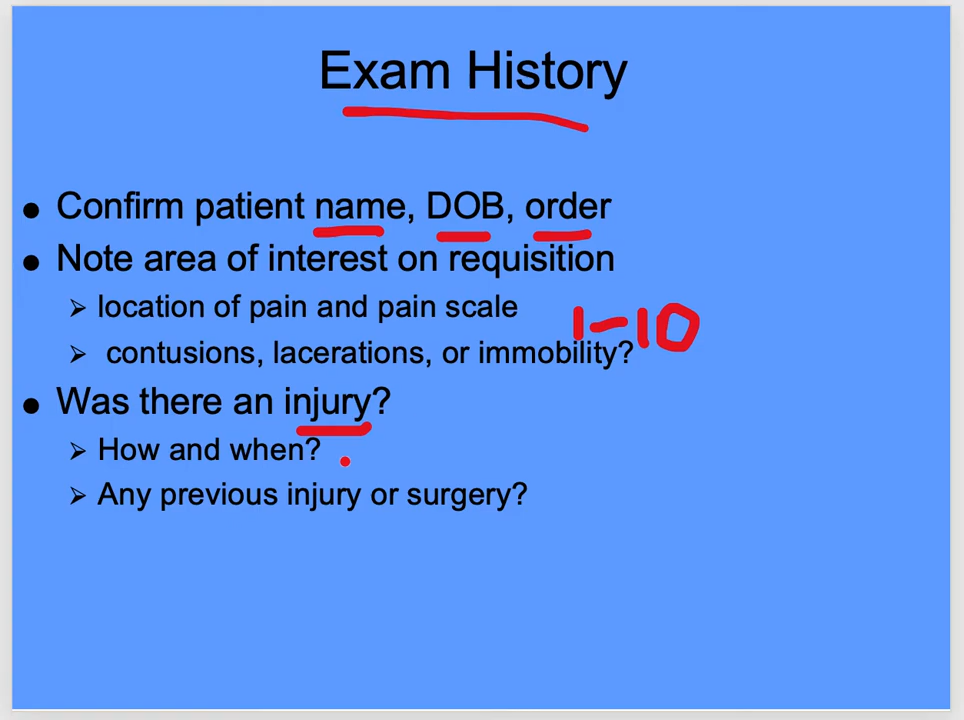 Exam History
• Confirm patient name, DOB, order
• Note area of interest on requisition
➢ location of pain and pain scale
1-10
➢ contusions, lacerations, or immobility?
• Was there an injury?
➢ How and when?
➢ Any previous injury or surgery?